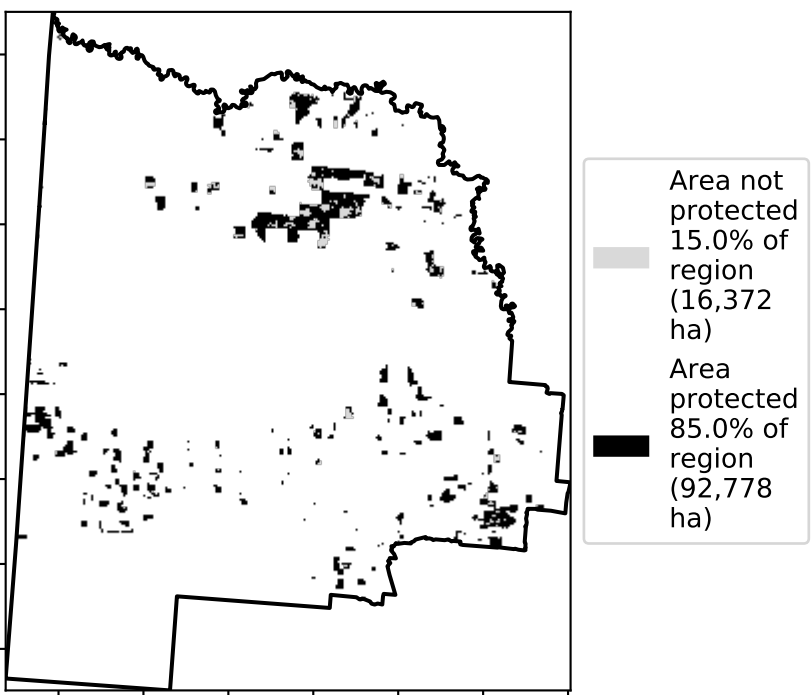 Area not
protected
15.0% of
region
(16,372
ha)
Area
protected
85.0% of
region
(92,778
ha)